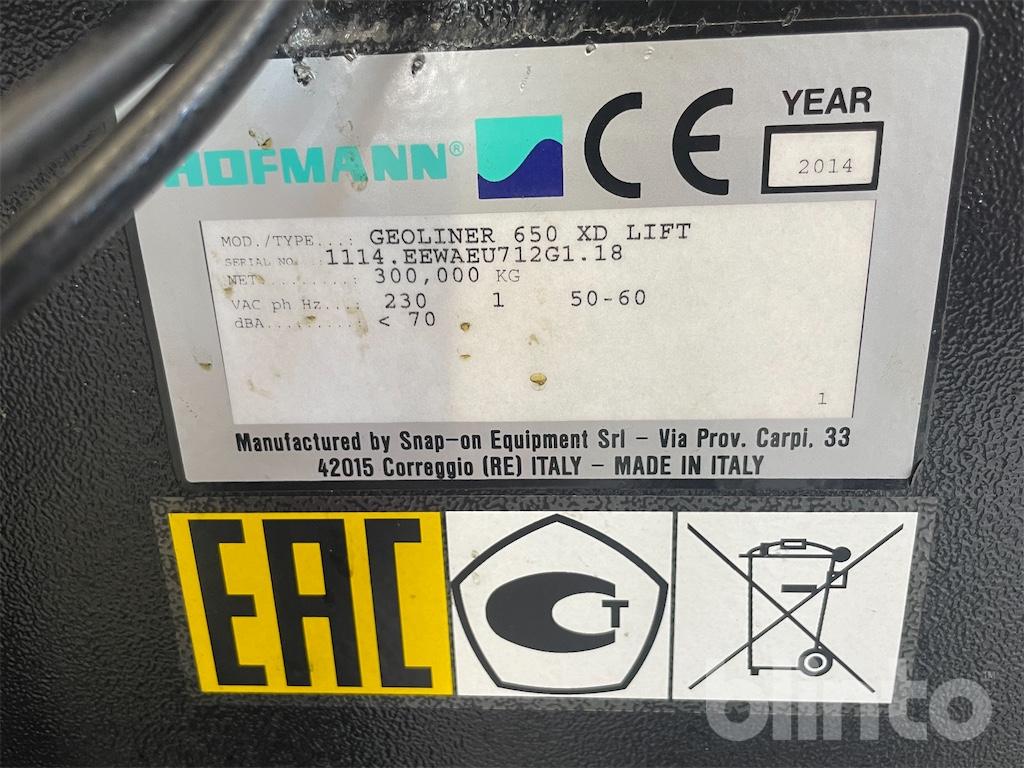 HOFMANN®
CE
YEAR
2014
MOD./TYPE...: GEOLINER 650 XD LIFT
SERIAL NO.: 1114.EEWAEU712G1.18
NET.........: 300,000 KG
VAC ph Hz...: 230 1 50-60
dBA.........: < 70
1
Manufactured by Snap-on Equipment Srl - Via Prov. Carpi, 33
42015 Correggio (RE) ITALY - MADE IN ITALY
EAC
CT
blinto™